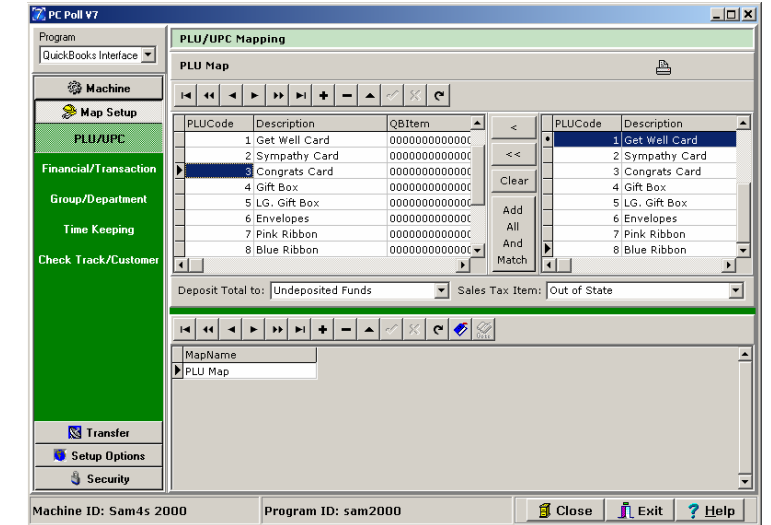 PC Poll V7
Program
QuickBooks Interface
Machine
Map Setup
PLU/UPC
Financial/Transaction
Group/Department
Time Keeping
Check Track/Customer
Transfer
Setup Options
Security
PLU/UPC Mapping
PLU Map
PLUCode Description QBItem
1 Get Well Card 000000000000
2 Sympathy Card 000000000000
3 Congrats Card 000000000000
4 Gift Box 000000000000
5 LG. Gift Box 000000000000
6 Envelopes 000000000000
7 Pink Ribbon 000000000000
8 Blue Ribbon 000000000000
<
<<
Clear
Add
All
And
Match
PLUCode Description
1 Get Well Card
2 Sympathy Card
3 Congrats Card
4 Gift Box
5 LG. Gift Box
6 Envelopes
7 Pink Ribbon
8 Blue Ribbon
Deposit Total to: Undeposited Funds Sales Tax Item: Out of State
MapName
PLU Map
Machine ID: Sam4s 2000 Program ID: sam2000 Close Exit ? Help